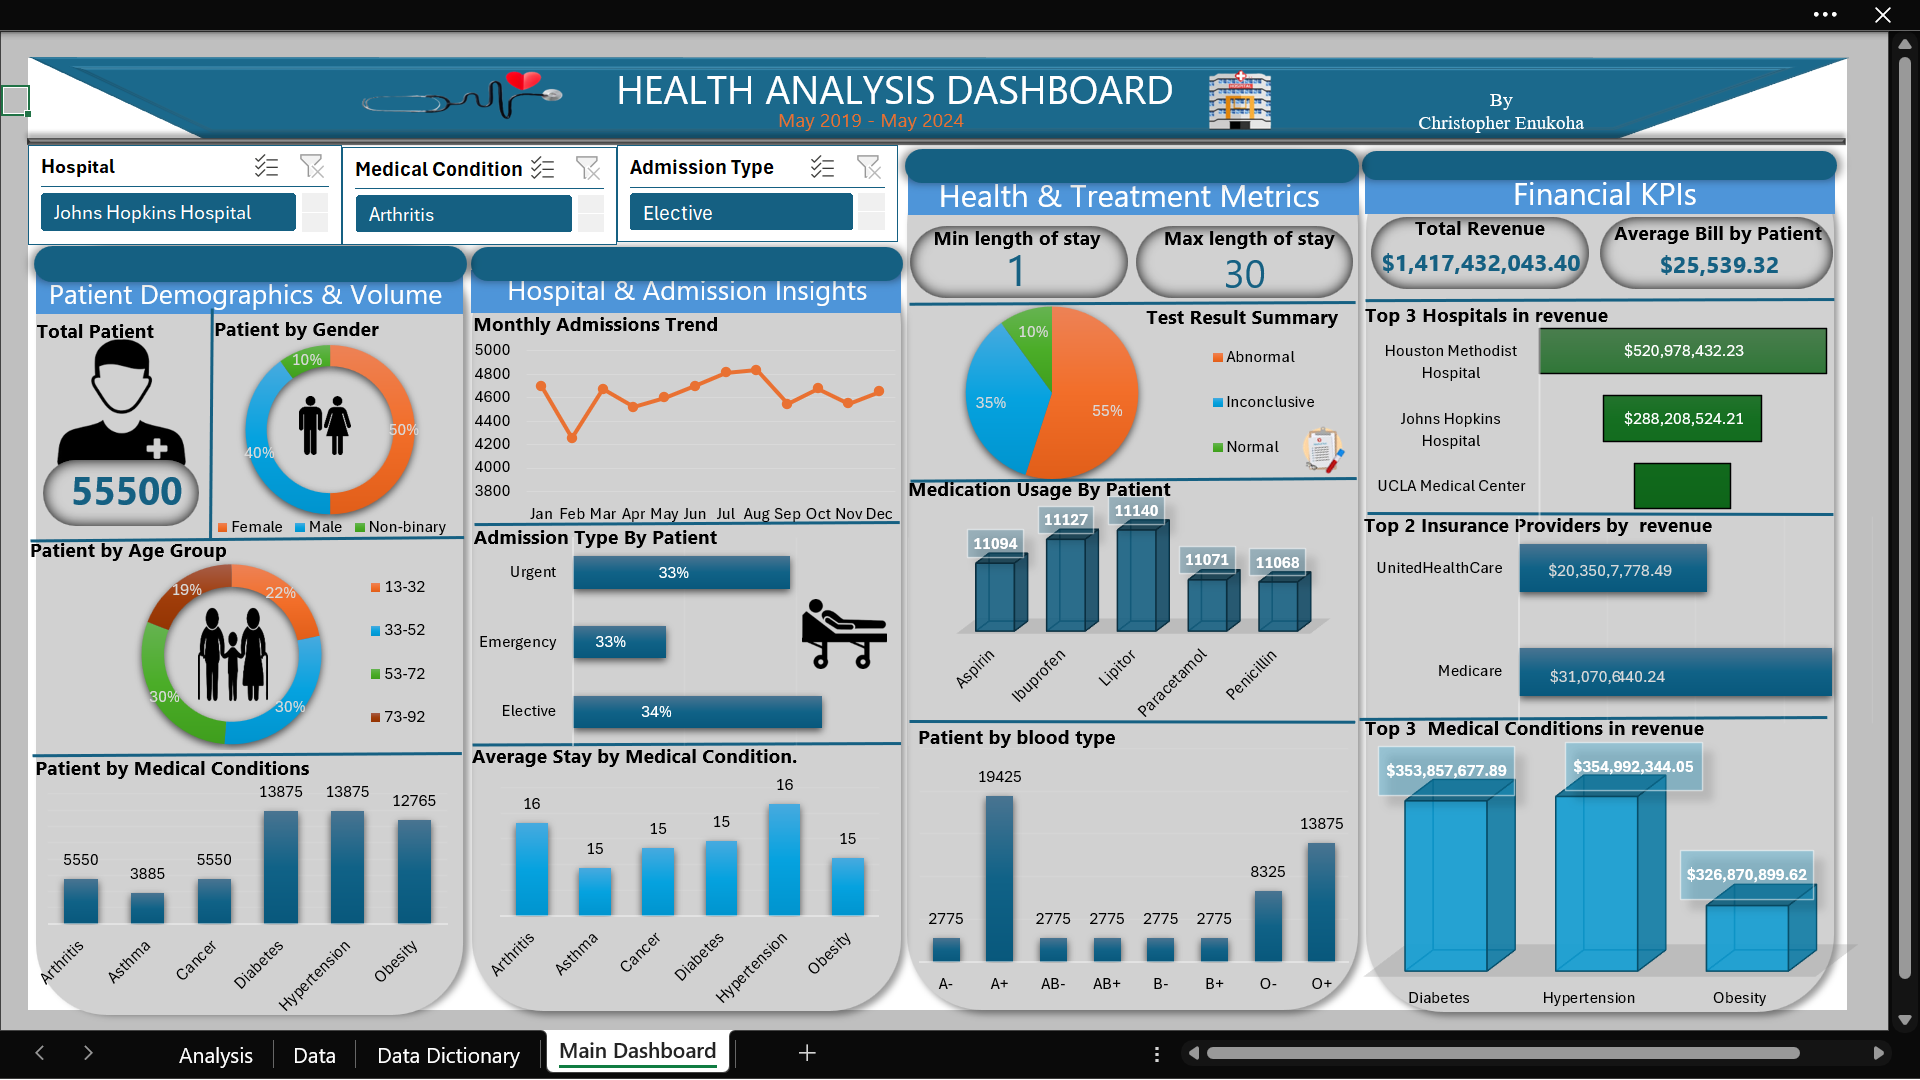 HEALTH ANALYSIS DASHBOARD
May 2019 - May 2024
By
Christopher Enukoha
Hospital
Johns Hopkins Hospital
Medical Condition
Arthritis
Admission Type
Elective
Patient Demographics & Volume
Total Patient
55500
Patient by Gender
10%
50%
40%
Female Male Non-binary
Patient by Age Group
19%
22%
30%
30%
13-32
33-52
53-72
73-92
Patient by Medical Conditions
5550
3885
5550
13875
13875
12765
Arthritis
Asthma
Cancer
Diabetes
Hypertension
Obesity
Hospital & Admission Insights
Monthly Admissions Trend
5000
4800
4600
4400
4200
4000
3800
Jan Feb Mar Apr May Jun Jul Aug Sep Oct Nov Dec
Admission Type By Patient
Urgent 33%
Emergency 33%
Elective 34%
Average Stay by Medical Condition.
16
15
15
15
16
15
Arthritis
Asthma
Cancer
Diabetes
Hypertension
Obesity
Health & Treatment Metrics
Min length of stay
1
Max length of stay
30
Test Result Summary
10%
35%
55%
Abnormal
Inconclusive
Normal
Medication Usage By Patient
11094
11127
11140
11071
11068
Aspirin
Ibuprofen
Lipitor
Paracetamol
Penicillin
Patient by blood type
2775
19425
2775
2775
2775
2775
8325
13875
A- A+ AB- AB+ B- B+ O- O+
Financial KPIs
Total Revenue
$1,417,432,043.40
Average Bill by Patient
$25,539.32
Top 3 Hospitals in revenue
Houston Methodist
Hospital
$520,978,432.23
Johns Hopkins
Hospital
$288,208,524.21
UCLA Medical Center
Top 2 Insurance Providers by revenue
UnitedHealthCare $20,350,7,778.49
Medicare
Top 3 Medical Conditions in revenue
$353,857,677.89
$354,992,344.05
$326,870,899.62
Diabetes Hypertension Obesity
Analysis Data Data Dictionary Main Dashboard